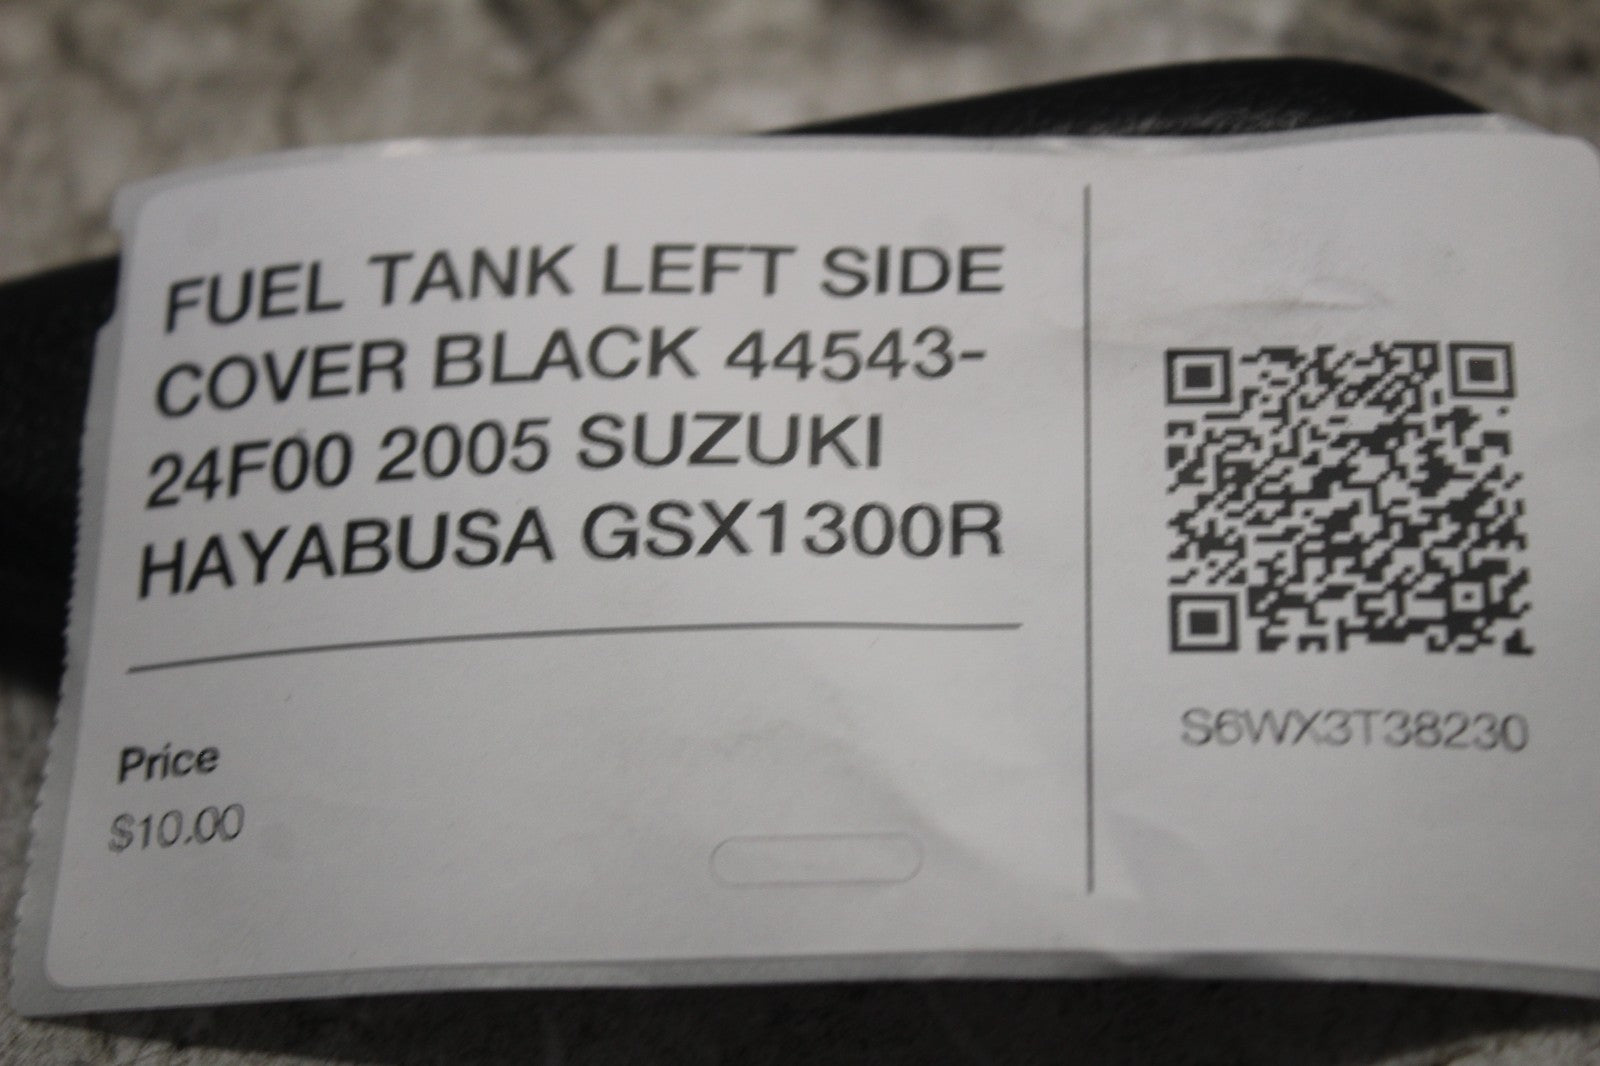 FUEL TANK LEFT SIDE
COVER BLACK 44543-
24F00 2005 SUZUKI
HAYABUSA GSX1300R
Price
$10.00
S6WX3T38230